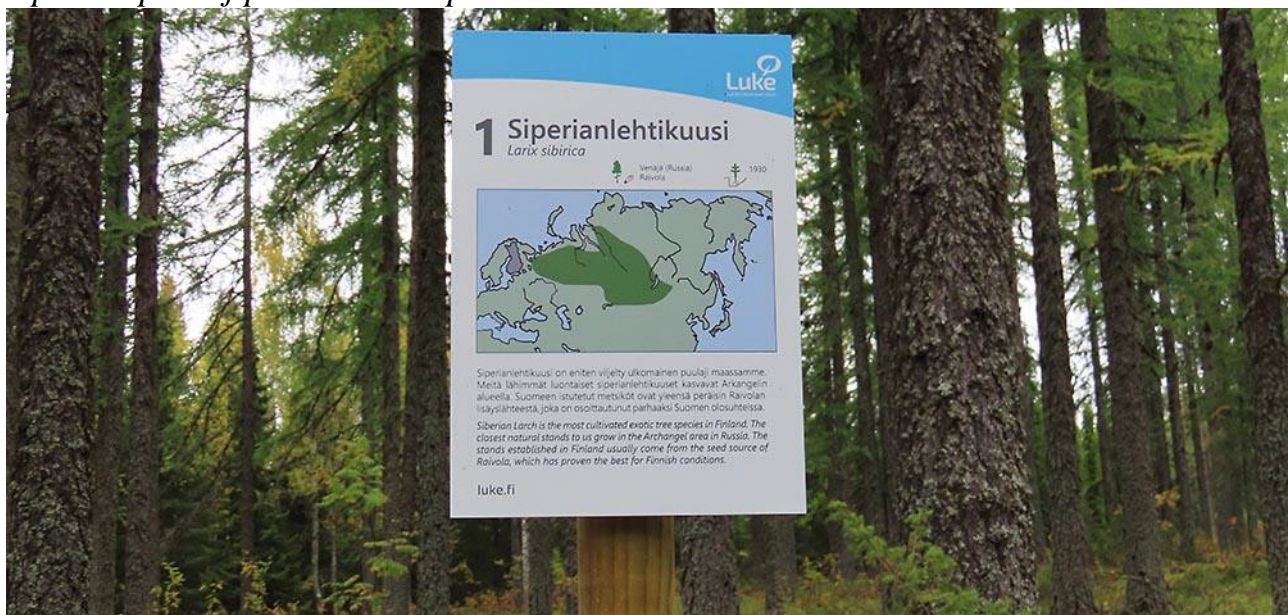 Luke
1 Siperianlehtikuusi
Larix sibirica
Venäjä (Russia)
Raivola
1930
Siperianlehtikuusi on eniten viljelty ulkomainen puulaji maassamme.
Meitä lähimmät luontaiset siperianlehtikuuset kasvavat Arkangelin
alueella. Suomeen istutetut metsiköt ovat yleensä peräisin Raivolan
lisäyslähteestä, joka on osoittautunut parhaaksi Suomen olosuhteissa.
Siberian Larch is the most cultivated exotic tree species in Finland. The
closest natural stands to us grow in the Archangel area in Russia. The
stands established in Finland usually come from the seed source of
Raivola, which has proven the best for Finnish conditions.
luke.fi